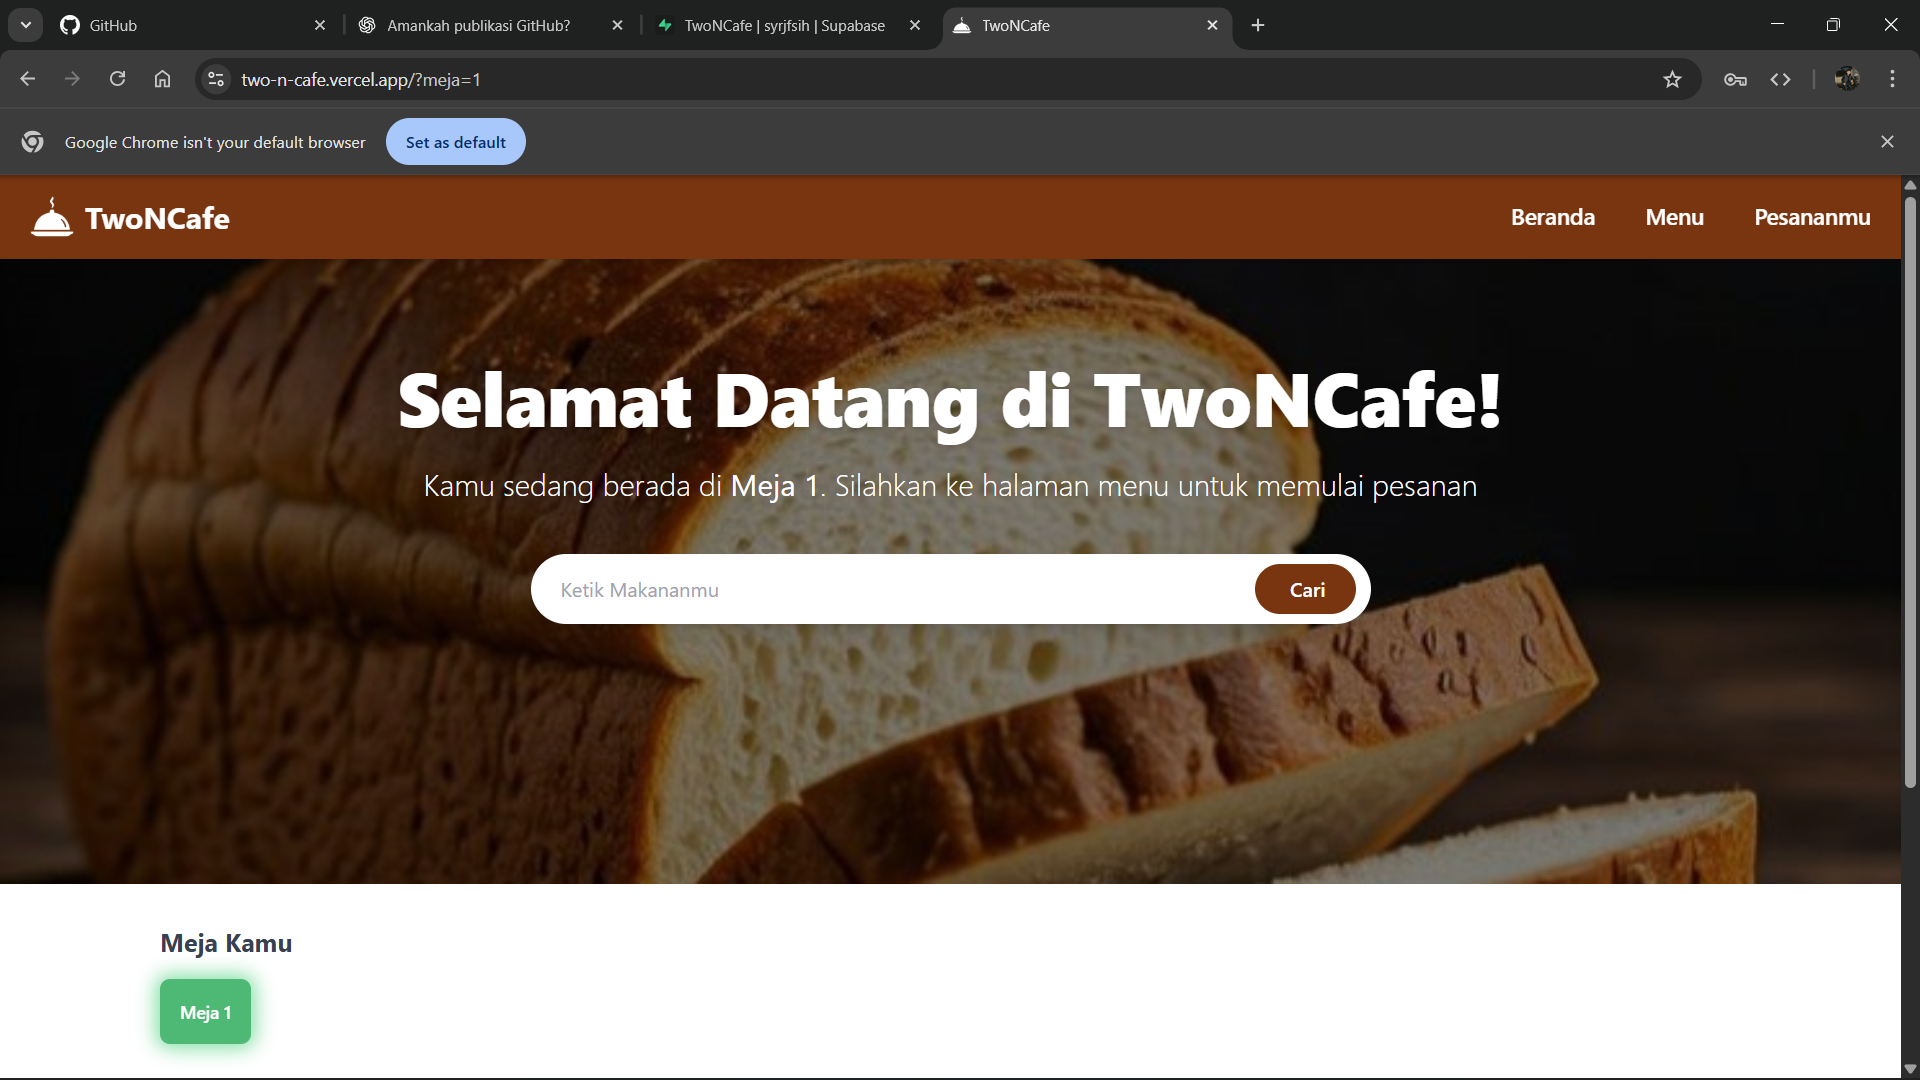 GitHub
Amankah publikasi GitHub?
TwoNCafe | syrjfsih | Supabase
TwoNCafe
two-n-cafe.vercel.app/?meja=1
Google Chrome isn't your default browser
Set as default
TwoNCafe
Beranda
Menu
Pesananmu
Selamat Datang di TwoNCafe!
Kamu sedang berada di Meja 1. Silahkan ke halaman menu untuk memulai pesanan
Ketik Makananmu
Cari
Meja Kamu
Meja 1